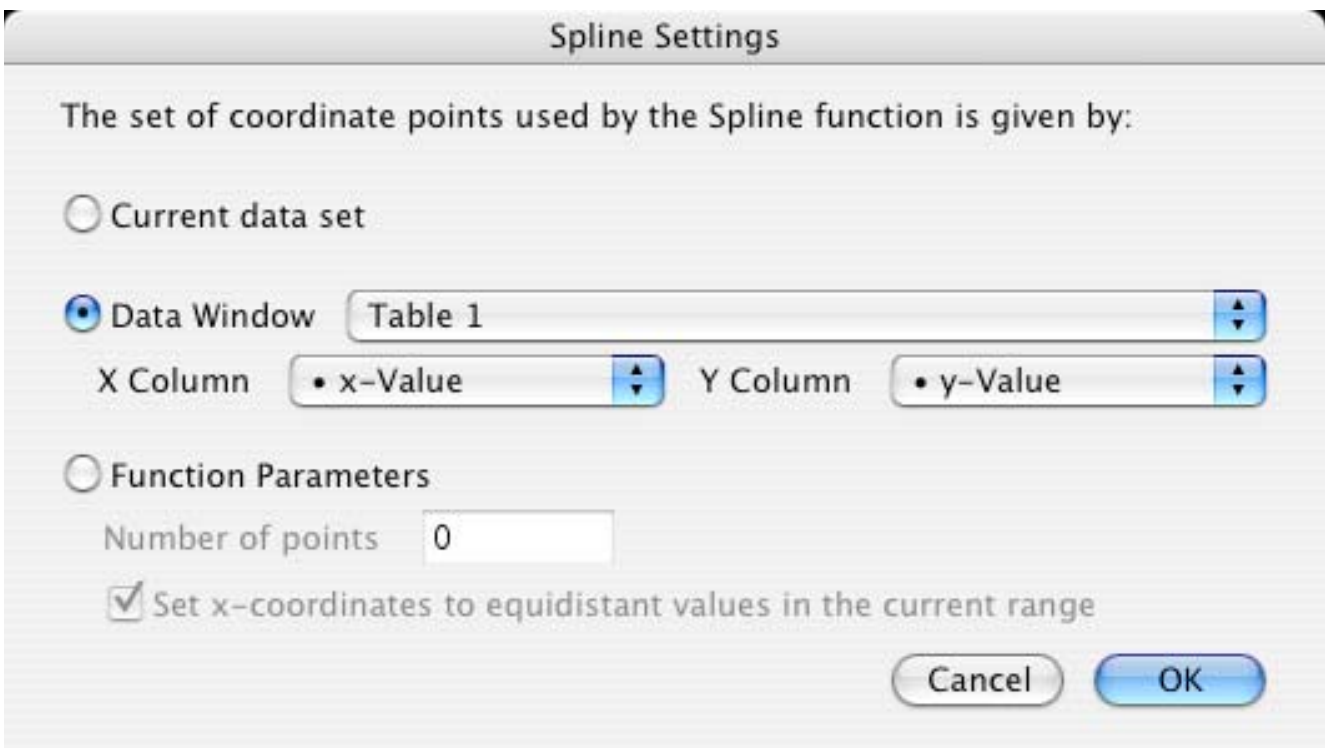 Spline Settings
The set of coordinate points used by the Spline function is given by:
Current data set
Data Window Table 1
X Column • x-Value Y Column • y-Value
Function Parameters
Number of points 0
Set x-coordinates to equidistant values in the current range
Cancel OK